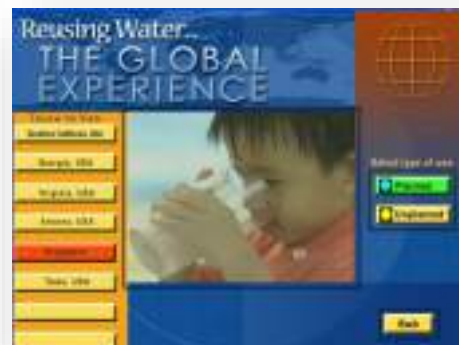 Reusing Water...
THE GLOBAL
EXPERIENCE
Georgia, USA
Virginia, USA
Arizona, USA
Texas, USA
Select type of use
Planned
Unplanned
Back